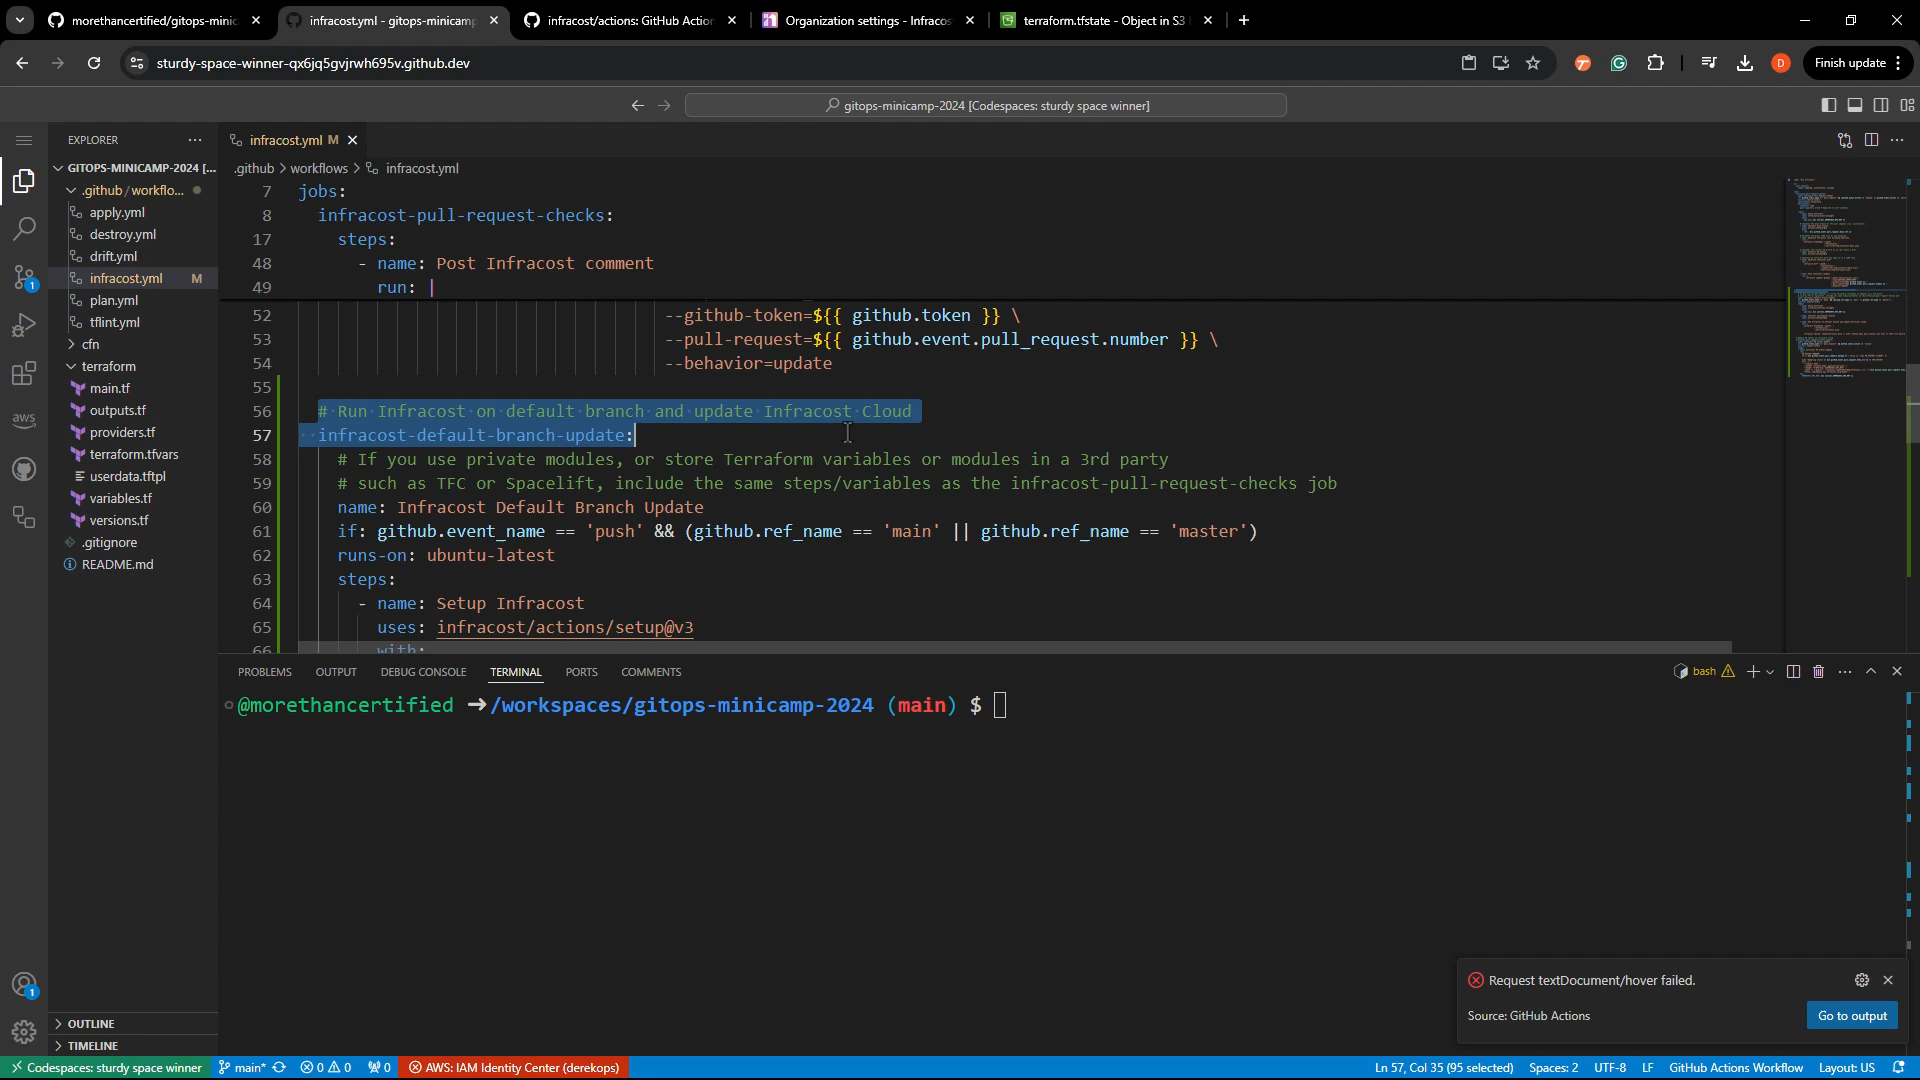 morethancertified/gitops-minic
infracost.yml - gitops-minicamp
infracost/actions: GitHub Action
Organization settings - Infracos
terraform.tfstate - Object in S3
sturdy-space-winner-qx6jq5gvjrwh695v.github.dev
D
Finish update
gitops-minicamp-2024 [Codespaces: sturdy space winner]
EXPLORER
infracost.yml M
GITOPS-MINICAMP-2024 [...
.github > workflows > infracost.yml
.github / workflo...
apply.yml
destroy.yml
drift.yml
infracost.yml M
plan.yml
tflint.yml
cfn
terraform
main.tf
outputs.tf
providers.tf
terraform.tfvars
userdata.tftpl
variables.tf
versions.tf
.gitignore
README.md
OUTLINE
TIMELINE
7 jobs:
8 infracost-pull-request-checks:
17 steps:
48 - name: Post Infracost comment
49 run: |
52 --github-token=${{ github.token }} \
53 --pull-request=${{ github.event.pull_request.number }} \
54 --behavior=update
55
56 # Run Infracost on default branch and update Infracost Cloud
57 infracost-default-branch-update:
58 # If you use private modules, or store Terraform variables or modules in a 3rd party
59 # such as TFC or Spacelift, include the same steps/variables as the infracost-pull-request-checks job
60 name: Infracost Default Branch Update
61 if: github.event_name == 'push' && (github.ref_name == 'main' || github.ref_name == 'master')
62 runs-on: ubuntu-latest
63 steps:
64 - name: Setup Infracost
65 uses: infracost/actions/setup@v3
66 with:
PROBLEMS OUTPUT DEBUG CONSOLE TERMINAL PORTS COMMENTS
bash
@morethancertified ➜ /workspaces/gitops-minicamp-2024 (main) $
aws
1
1
Request textDocument/hover failed.
Source: GitHub Actions
Go to output
Codespaces: sturdy space winner main* 0 0 0 AWS: IAM Identity Center (derekops)
Ln 57, Col 35 (95 selected) Spaces: 2 UTF-8 LF GitHub Actions Workflow Layout: US